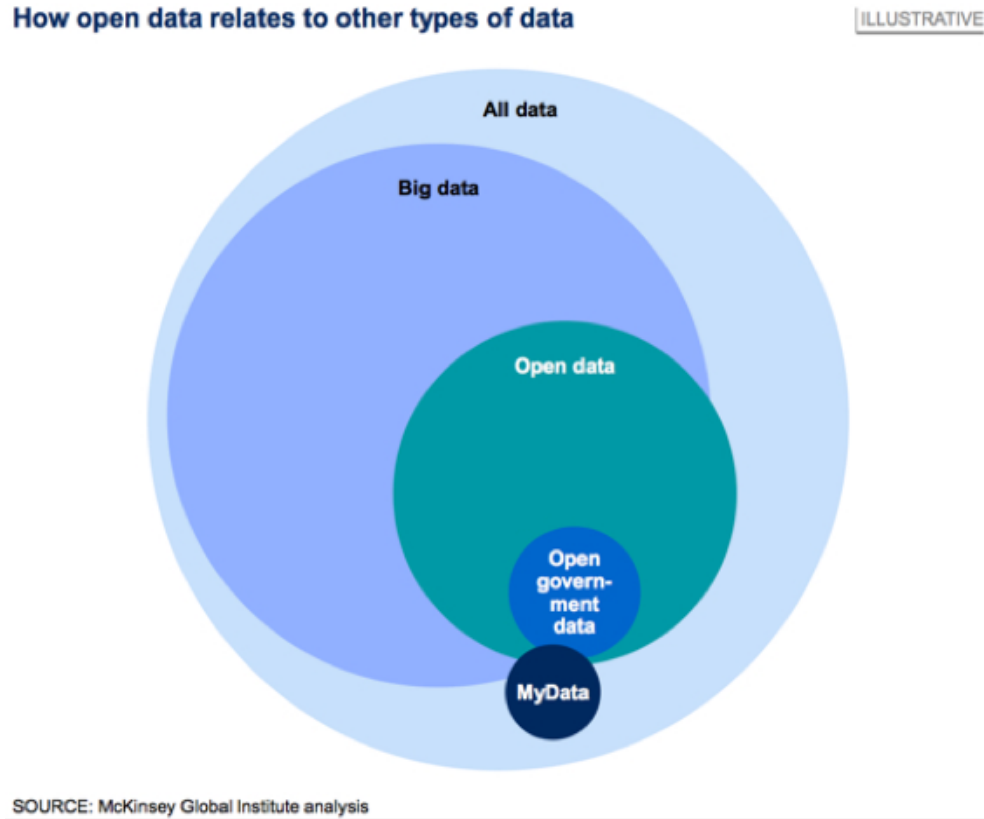 How open data relates to other types of data
ILLUSTRATIVE
All data
Big data
Open data
Open
govern-
ment
data
MyData
SOURCE: McKinsey Global Institute analysis